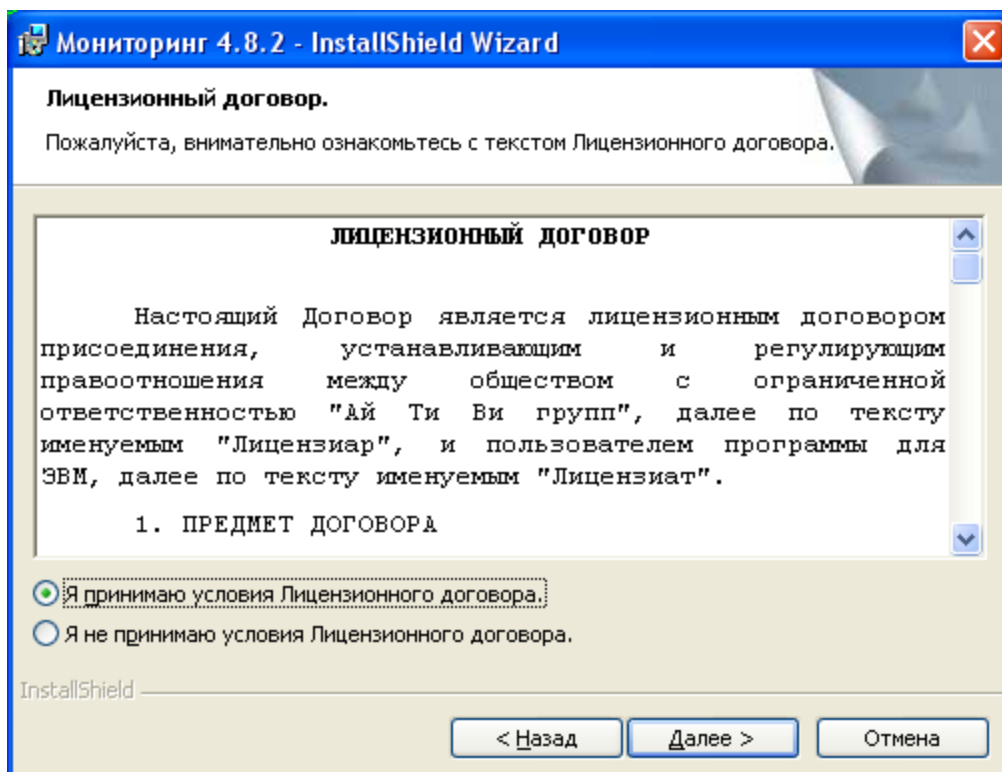 Мониторинг 4.8.2 - InstallShield Wizard
Лицензионный договор.
Пожалуйста, внимательно ознакомьтесь с текстом Лицензионного договора.
ЛИЦЕНЗИОННЫЙ ДОГОВОР
Настоящий Договор является лицензионным договором
присоединения, устанавливающим и регулирующим
правоотношения между обществом с ограниченной
ответственностью "Ай Ти Ви групп", далее по тексту
именуемым "Лицензиар", и пользователем программы для
ЭВМ, далее по тексту именуемым "Лицензиат".
1. ПРЕДМЕТ ДОГОВОРА
Я принимаю условия Лицензионного договора.
Я не принимаю условия Лицензионного договора.
InstallShield
< Назад Далее > Отмена